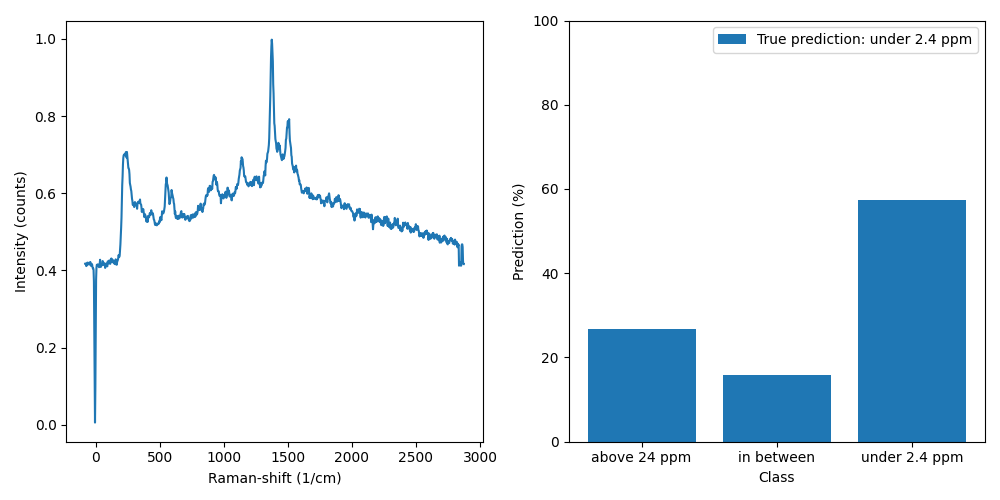 1.0
0.8
0.6
0.4
0.2
0.0
Intensity (counts)
0 500 1000 1500 2000 2500 3000
Raman-shift (1/cm)
100
80
60
40
20
0
Prediction (%)
True prediction: under 2.4 ppm
above 24 ppm in between under 2.4 ppm
Class